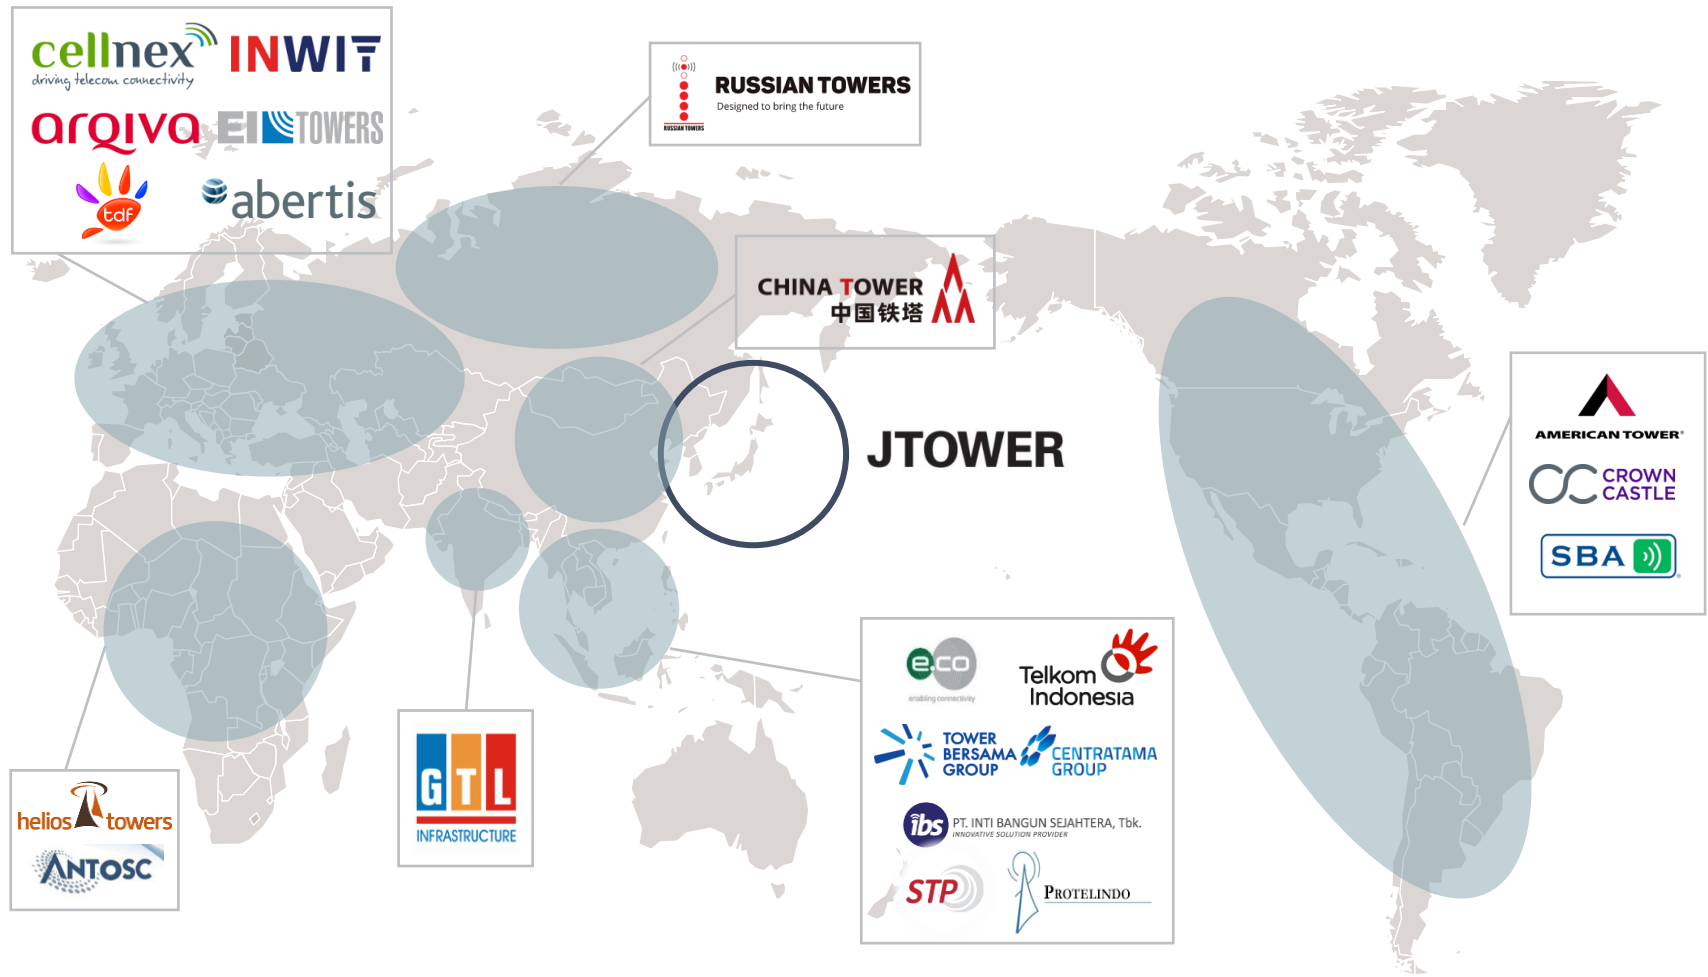 cellnex
driving telecom connectivity
INWIT
arqiva
EI TOWERS
tdf
abertis
RUSSIAN TOWERS
RUSSIAN TOWERS
Designed to bring the future
CHINA TOWER
中国铁塔
JTOWER
AMERICAN TOWER®
CROWN
CASTLE
SBA
helios towers
ANTOSC
GTL
INFRASTRUCTURE
e.co
enabling connectivity
Telkom
Indonesia
TOWER
BERSAMA
GROUP
CENTRATAMA
GROUP
ibs
PT. INTI BANGUN SEJAHTERA, Tbk.
INNOVATIVE SOLUTION PROVIDER
STP
PROTELINDO